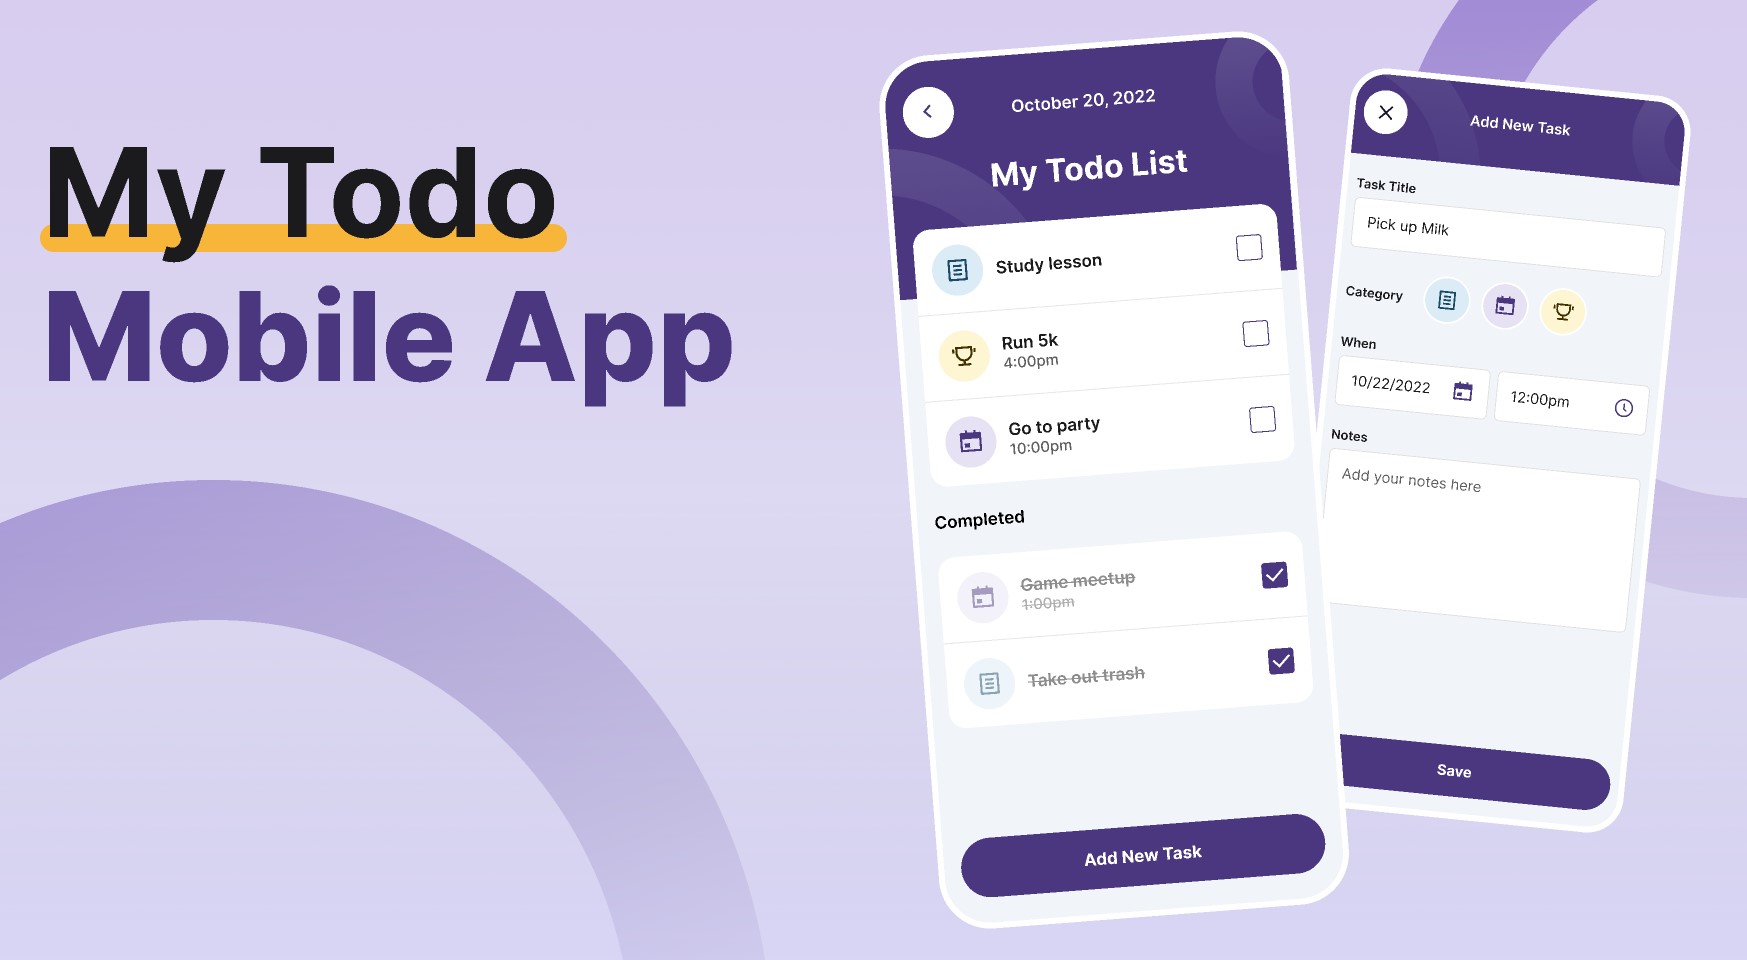 My Todo
Mobile App
October 20, 2022
My Todo List
Study lesson
Run 5k
4:00pm
Go to party
10:00pm
Completed
Game meetup
1:00pm
Take out trash
Add New Task
Add New Task
Task Title
Pick up Milk
Category
When
10/22/2022
12:00pm
Notes
Add your notes here
Save